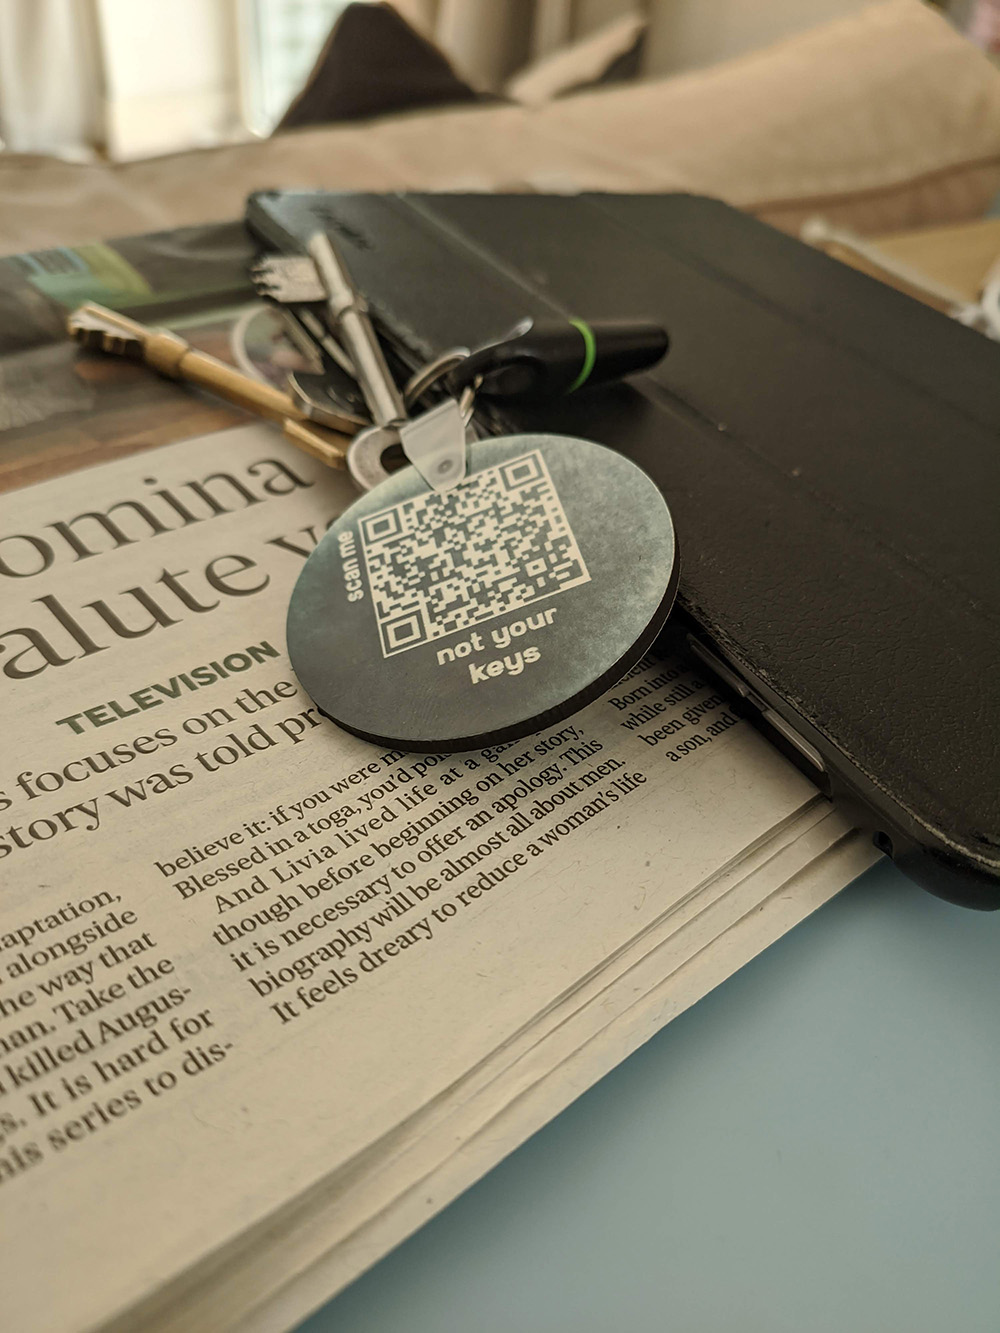 omina
alute
TELEVISION
focuses on the
story was told
aptation,
alongside
he way that
Take the
killed Augus-
It is hard for
series to dis-
believe it: if you were
Blessed in a toga, you'd
And Livia lived life at a
though before beginning on her story,
it is necessary to offer an apology. This
biography will be almost all about men.
It feels dreary to reduce a woman's life
Born into
while still a
been given
a son, and
scan me
not your
keys